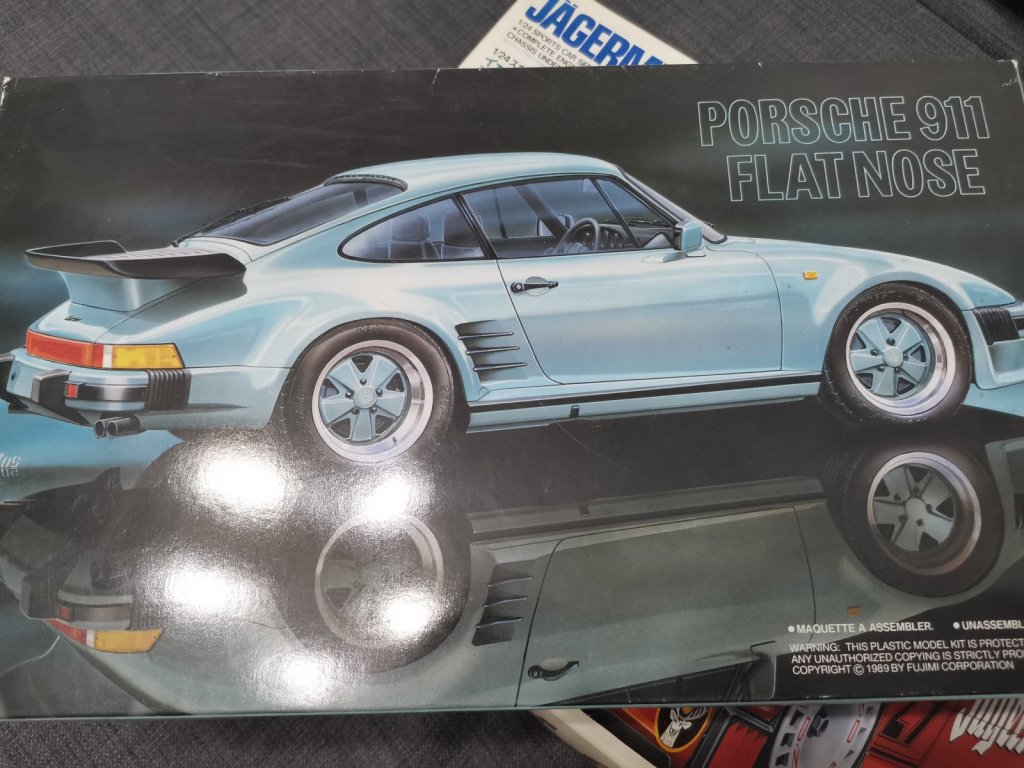 JÄGERM
1/24 SPORTS CAR SE
• COMPLETE ENG
CHASSIS UNDE
PORSCHE 911
FLAT NOSE
● MAQUETTE A ASSEMBLER. ● UNASSEMBL
WARNING: THIS PLASTIC MODEL KIT IS PROTECT
ANY UNAUTHORIZED COPYING IS STRICTLY PRO
COPYRIGHT © 1989 BY FUJIMI CORPORATION